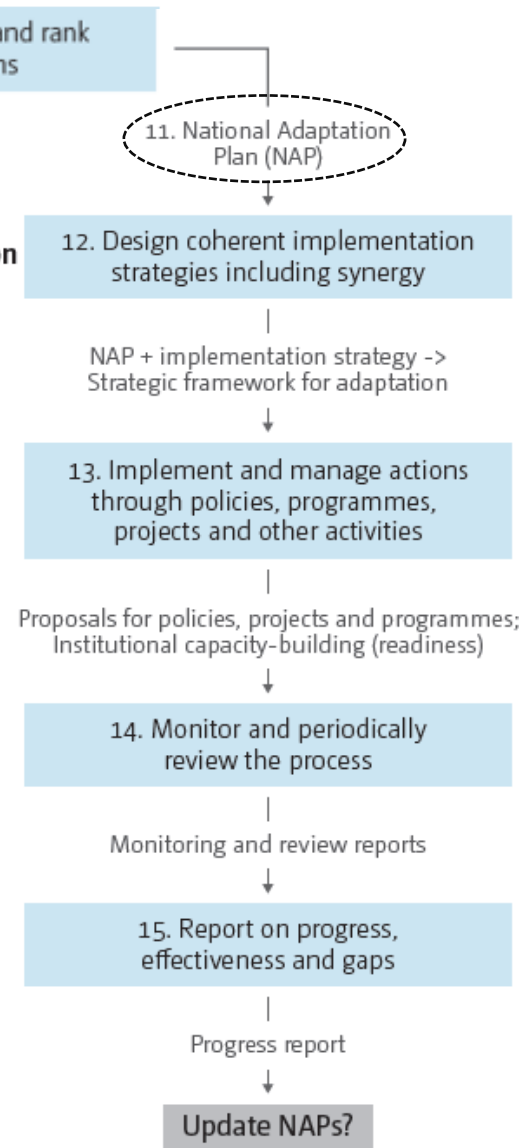 and rank
ns
11. National Adaptation
Plan (NAP)
on
12. Design coherent implementation
strategies including synergy
NAP + implementation strategy ->
Strategic framework for adaptation
13. Implement and manage actions
through policies, programmes,
projects and other activities
Proposals for policies, projects and programmes;
Institutional capacity-building (readiness)
14. Monitor and periodically
review the process
Monitoring and review reports
15. Report on progress,
effectiveness and gaps
Progress report
Update NAPs?